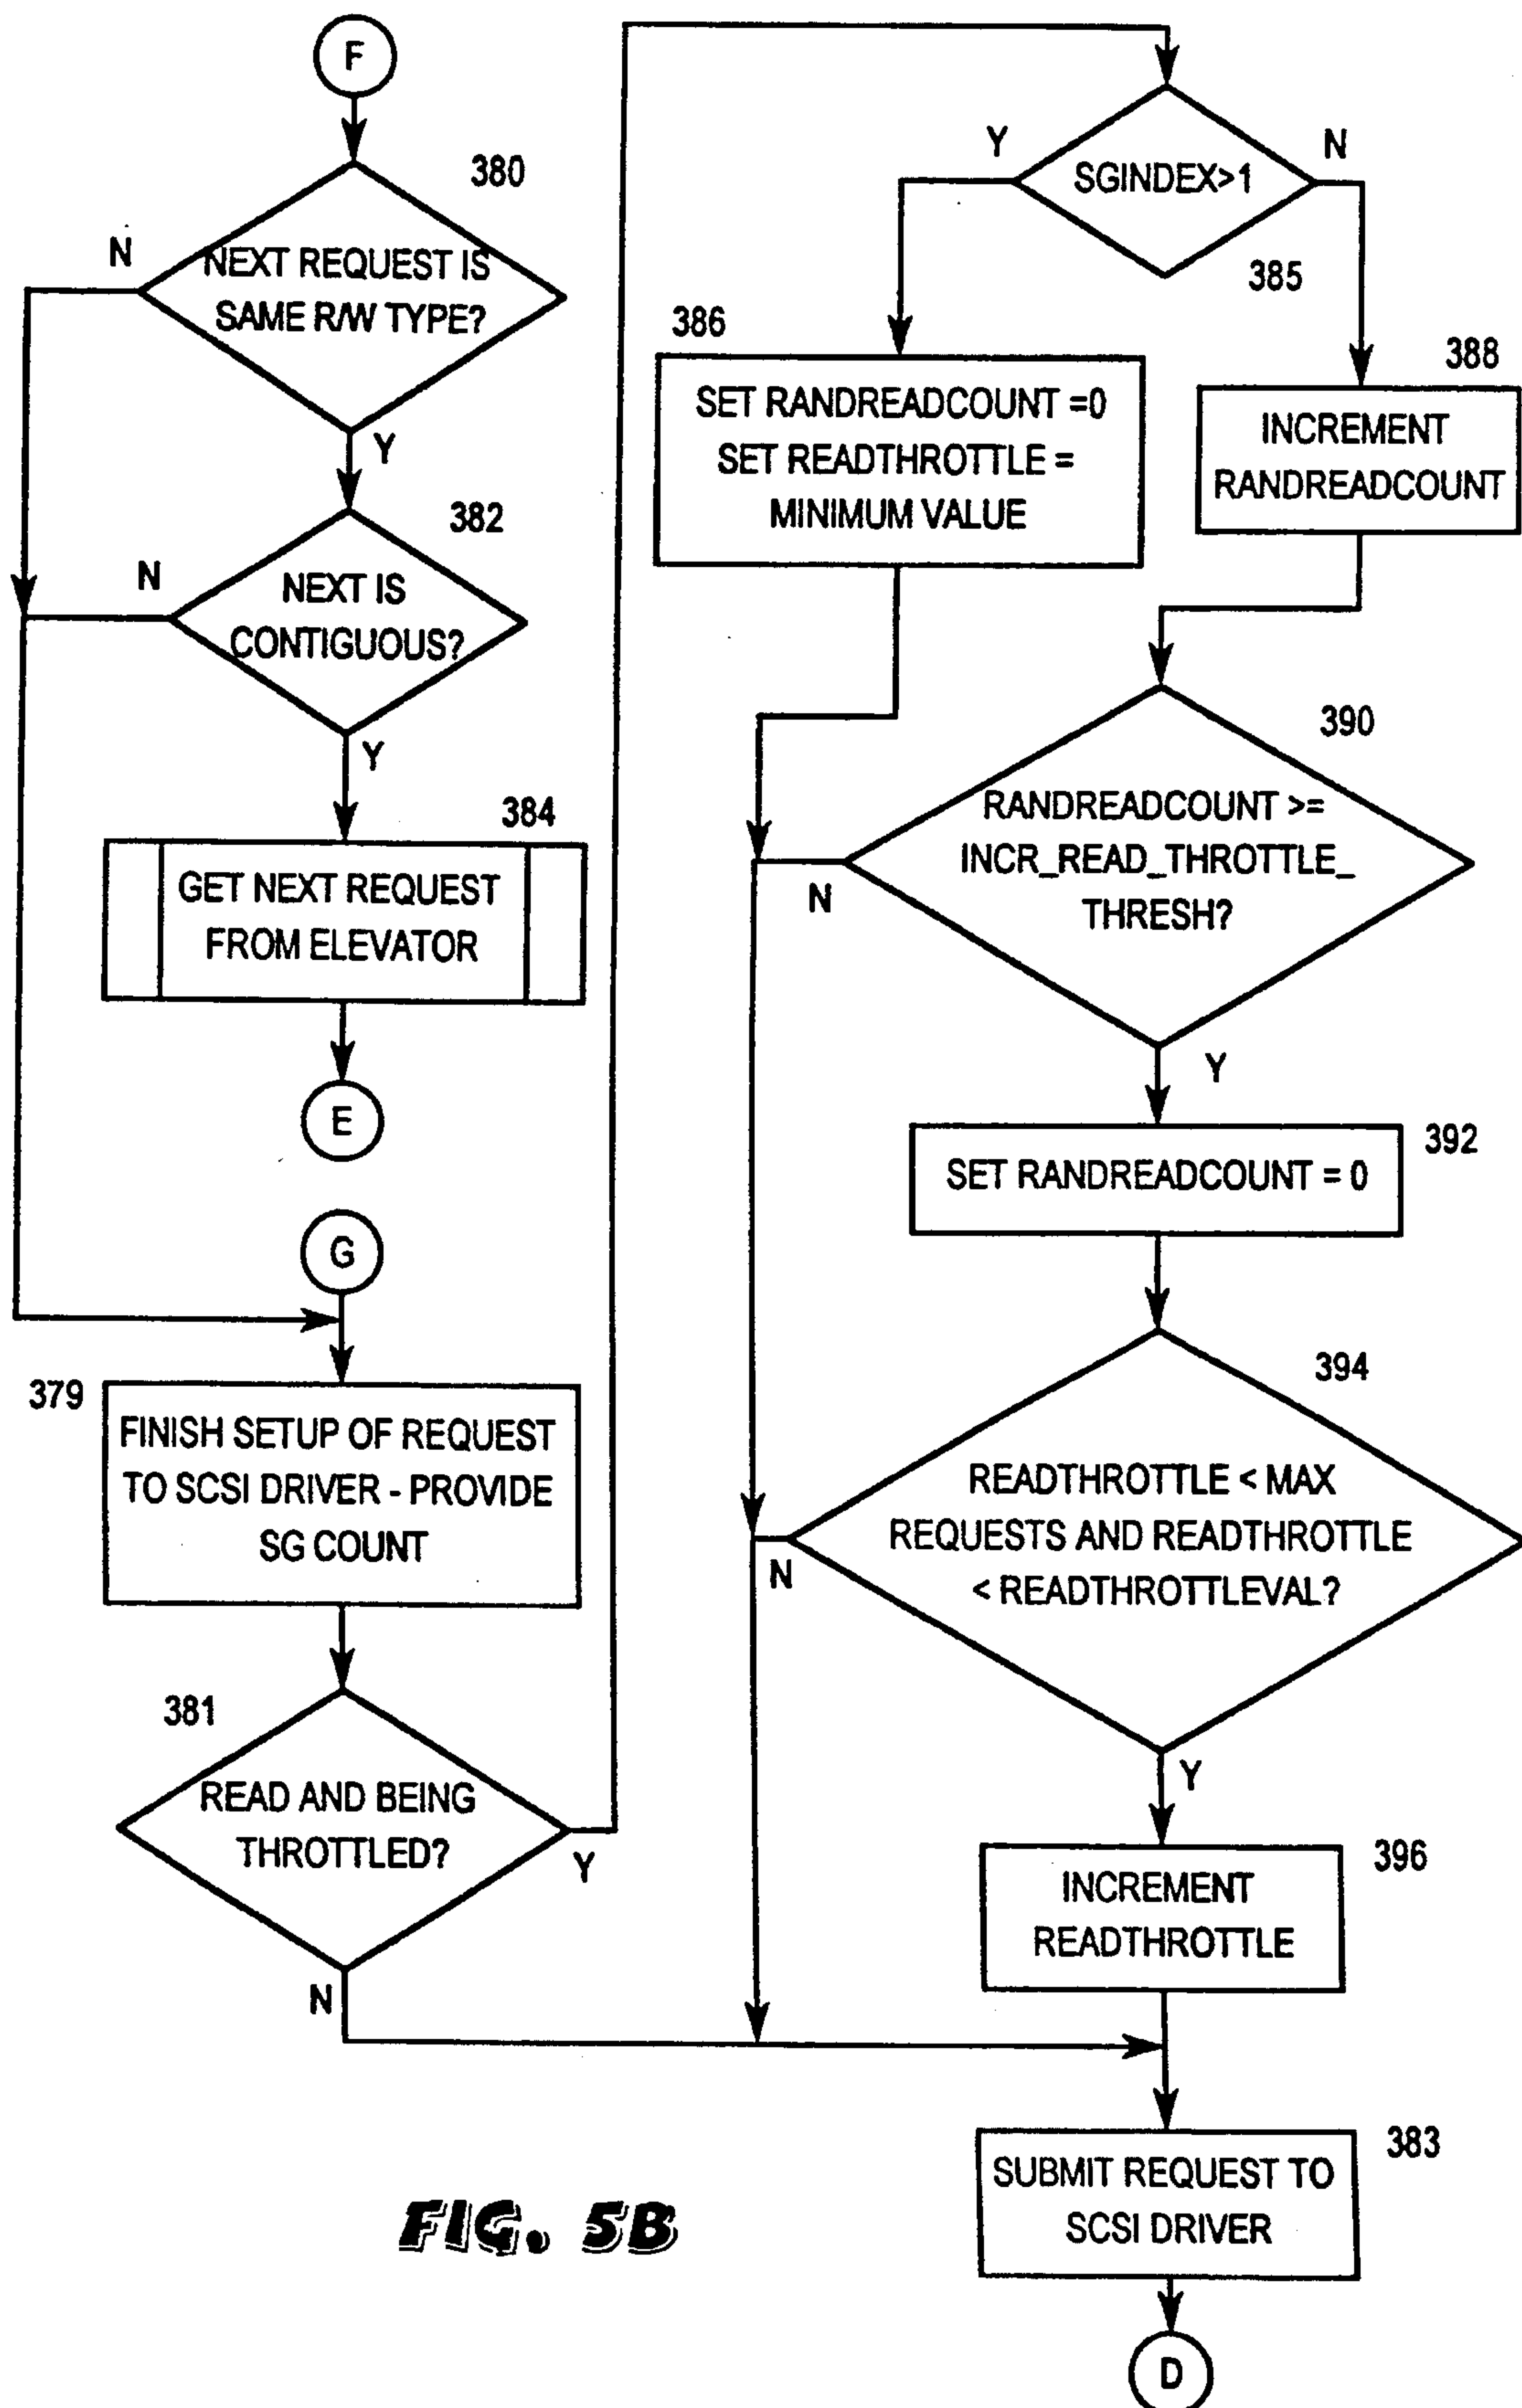 F
380
N
NEXT REQUEST IS
SAME R/W TYPE?
Y
382
N
NEXT IS
CONTIGUOUS?
Y
384
GET NEXT REQUEST
FROM ELEVATOR
E
G
379
FINISH SETUP OF REQUEST
TO SCSI DRIVER - PROVIDE
SG COUNT
381
READ AND BEING
THROTTLED?
Y
N
Y
SGINDEX>1
N
385
386
SET RANDREADCOUNT =0
SET READTHROTTLE =
MINIMUM VALUE
388
INCREMENT
RANDREADCOUNT
390
RANDREADCOUNT >=
INCR_READ_THROTTLE_
THRESH?
N
Y
392
SET RANDREADCOUNT = 0
394
READTHROTTLE < MAX
REQUESTS AND READTHROTTLE
< READTHROTTLEVAL?
N
Y
396
INCREMENT
READTHROTTLE
383
SUBMIT REQUEST TO
SCSI DRIVER
D
FIG. 5B